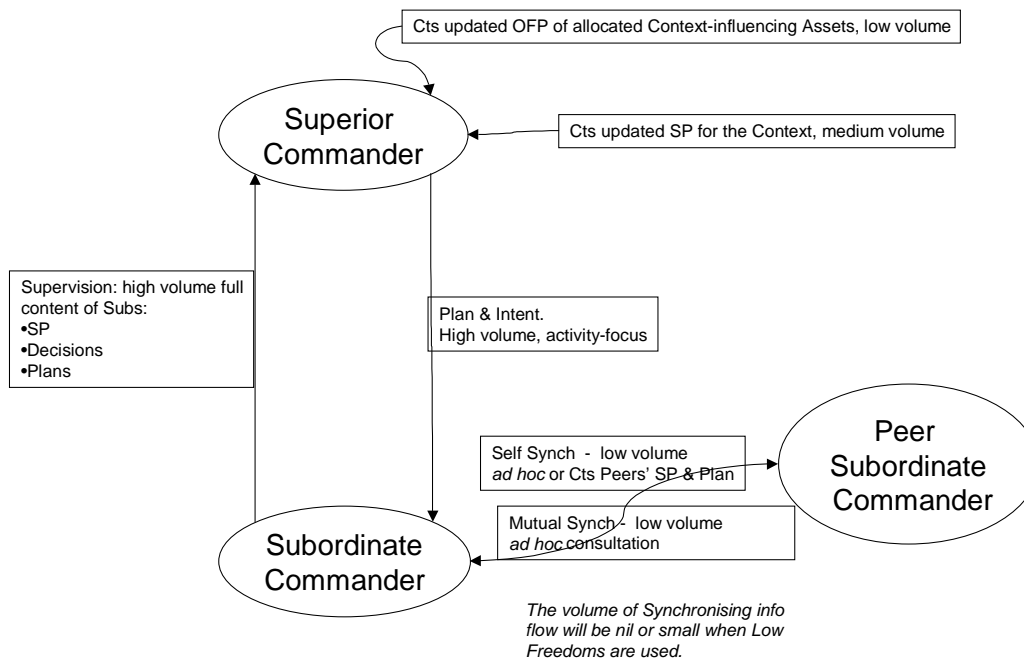 Cts updated OFP of allocated Context-influencing Assets, low volume
Superior
Commander
Cts updated SP for the Context, medium volume
Supervision: high volume full
content of Subs:
•SP
•Decisions
•Plans
Plan & Intent.
High volume, activity-focus
Peer
Subordinate
Commander
Self Synch - low volume
ad hoc or Cts Peers' SP & Plan
Mutual Synch - low volume
ad hoc consultation
Subordinate
Commander
The volume of Synchronising info
flow will be nil or small when Low
Freedoms are used.